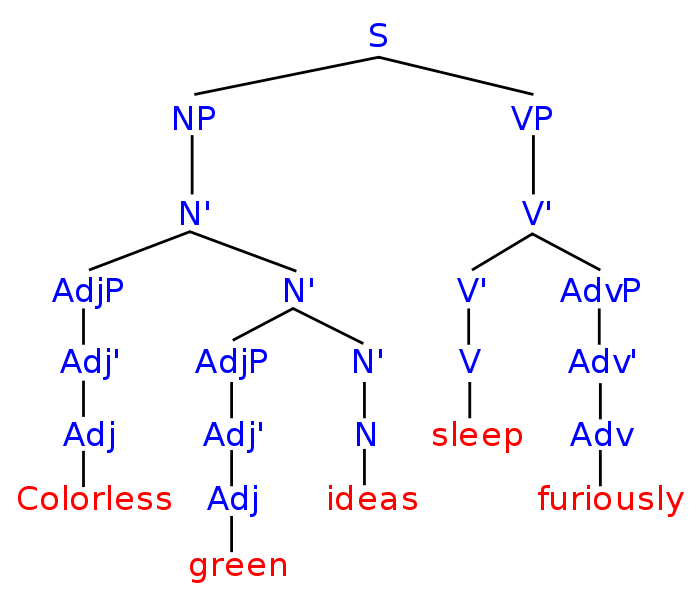 S
NP VP
N' V'
AdjP N' V' AdvP
Adj' AdjP N' V Adv'
Adj Adj' N sleep Adv
Colorless Adj ideas furiously
green